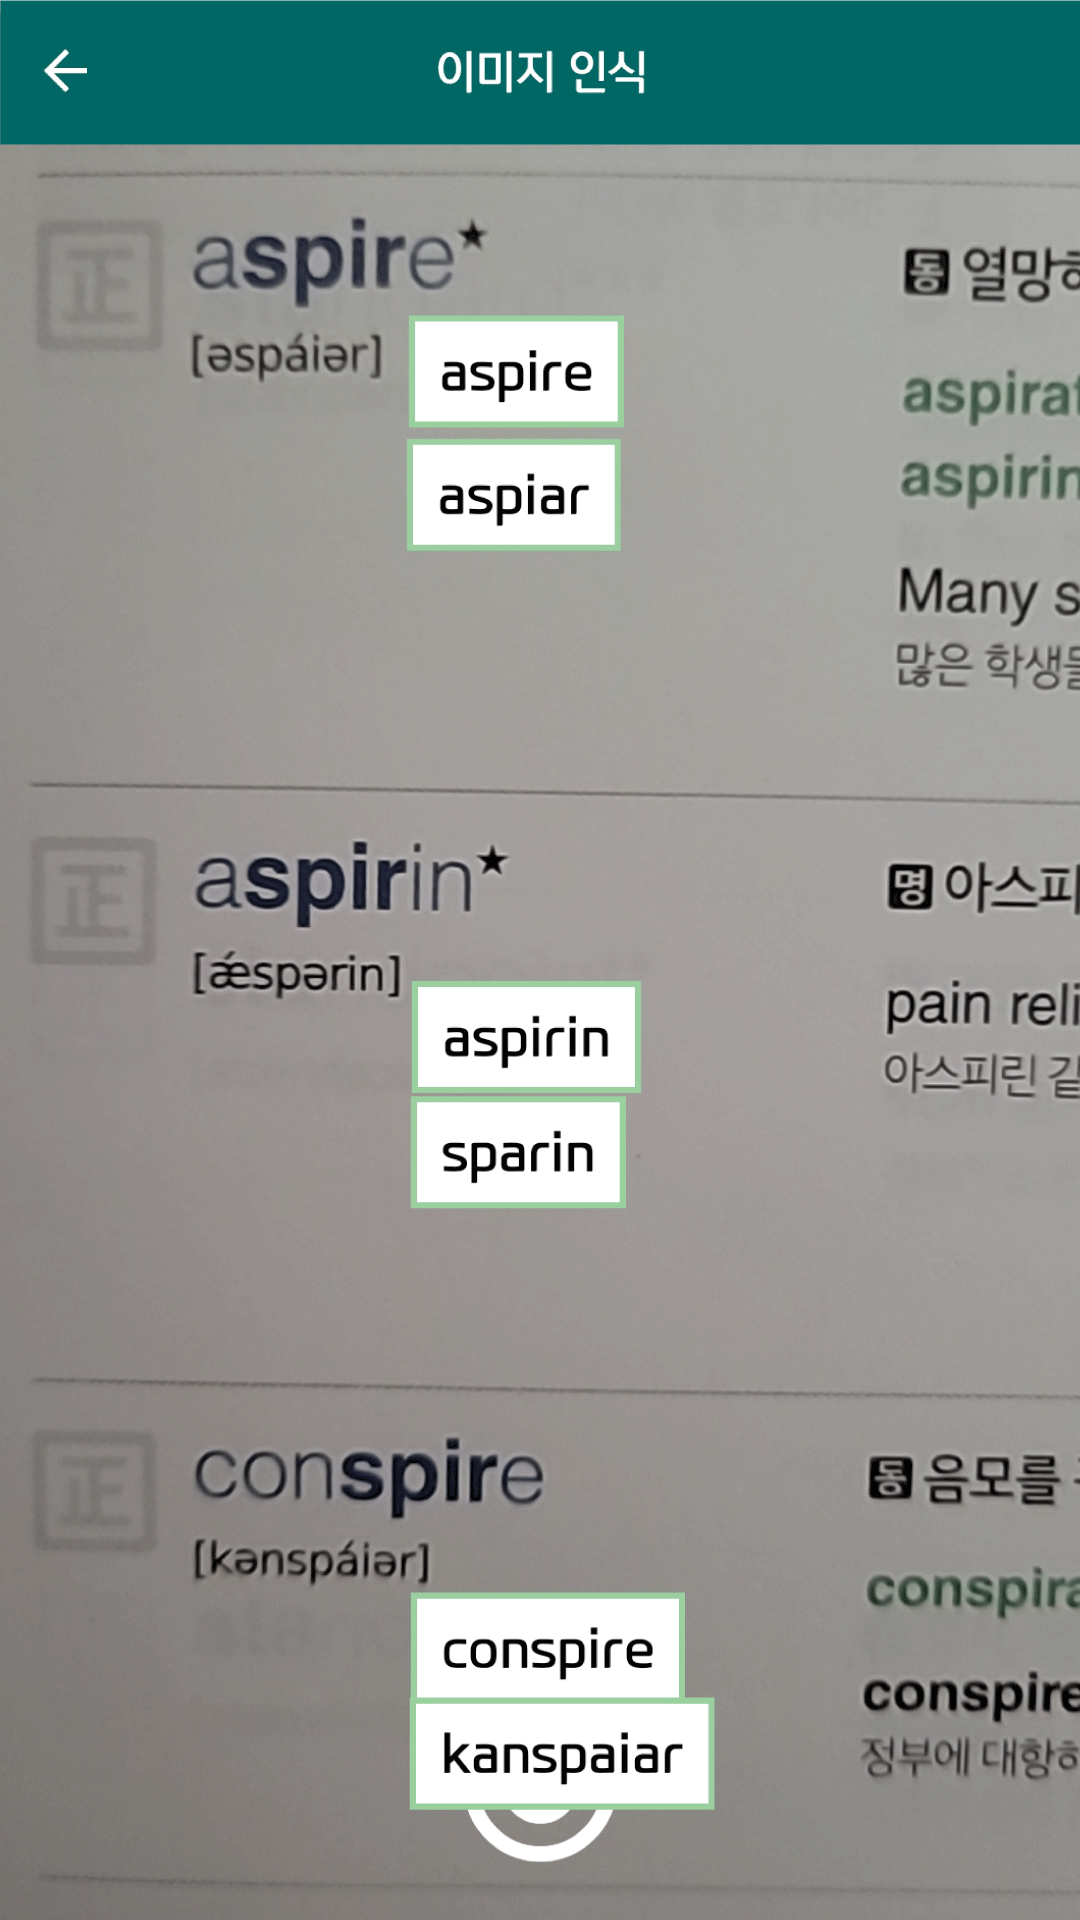 이미지 인식
正 aspire★
[əspáiər]
동 열망하
aspire
aspirat
aspiar
aspirin
Many s
많은 학생들
正 aspirin★
[ǽspərin]
명 아스피
aspirin
pain reli
아스피린 같
sparin
正 conspire
[kənspáiər]
동 음모를
conspire
conspira
kanspaiar
conspire
정부에 대항하